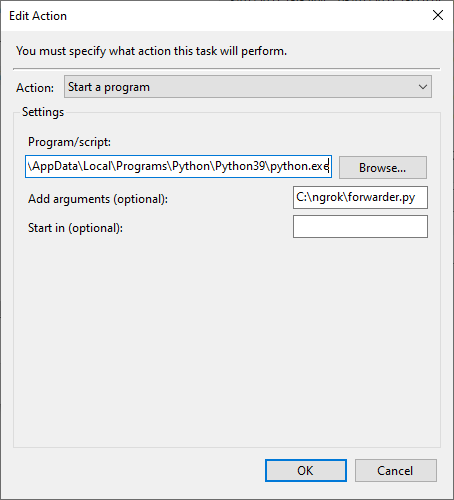 Edit Action
You must specify what action this task will perform.
Action: Start a program
Settings
Program/script:
\AppData\Local\Programs\Python\Python39\python.exe Browse...
Add arguments (optional): C:\ngrok\forwarder.py
Start in (optional):
OK Cancel